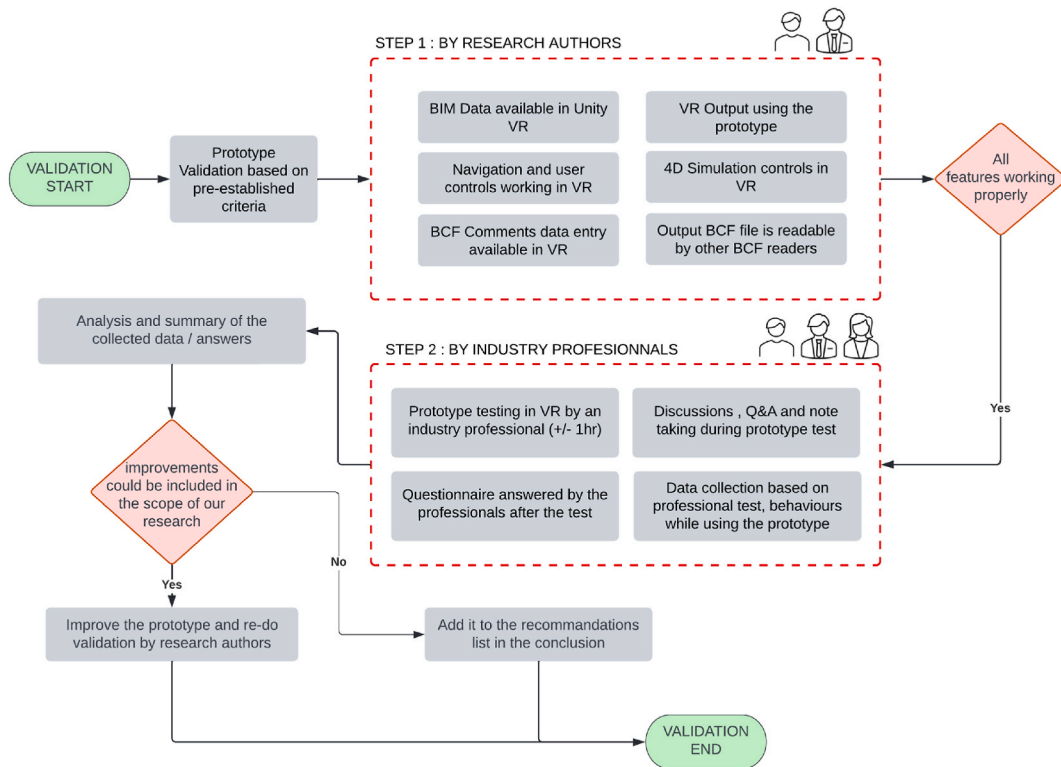 STEP 1 : BY RESEARCH AUTHORS
BIM Data available in Unity
VR
VR Output using the
prototype
VALIDATION
START
Prototype
Validation based on
pre-established
criteria
Navigation and user
controls working in VR
4D Simulation controls in
VR
All
features working
properly
BCF Comments data entry
available in VR
Output BCF file is readable
by other BCF readers
Yes
STEP 2 : BY INDUSTRY PROFESIONNALS
Prototype testing in VR by an
industry professional (+/- 1hr)
Discussions , Q&A and note
taking during prototype test
Questionnaire answered by the
professionals after the test
Data collection based on
professional test, behaviours
while using the prototype
Analysis and summary of the
collected data / answers
improvements
could be included in
the scope of our
research
No
Yes
Improve the prototype and re-do
validation by research authors
Add it to the recommandations
list in the conclusion
VALIDATION
END